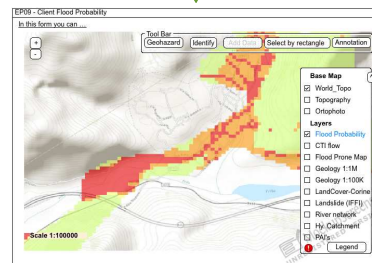 EP09 - Client Flood Probability
In this form you can ...
Tool Bar
Geohazard Identify Add Data Select by rectangle Annotation
+
-
Base Map
World_Topo
Topography
Ortophoto
Layers
Flood Probability
CTI flow
Flood Prone Map
Geology 1:1M
Geology 1:100K
LandCover-Corine
Landslide (IFFI)
River network
Hy. Catchment
PAI's
! Legend
Scale 1:100000